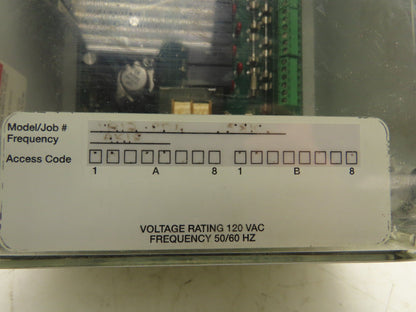 Model/Job #
Frequency
Access Code
1 A 8 1 B 8
VOLTAGE RATING 120 VAC
FREQUENCY 50/60 HZ